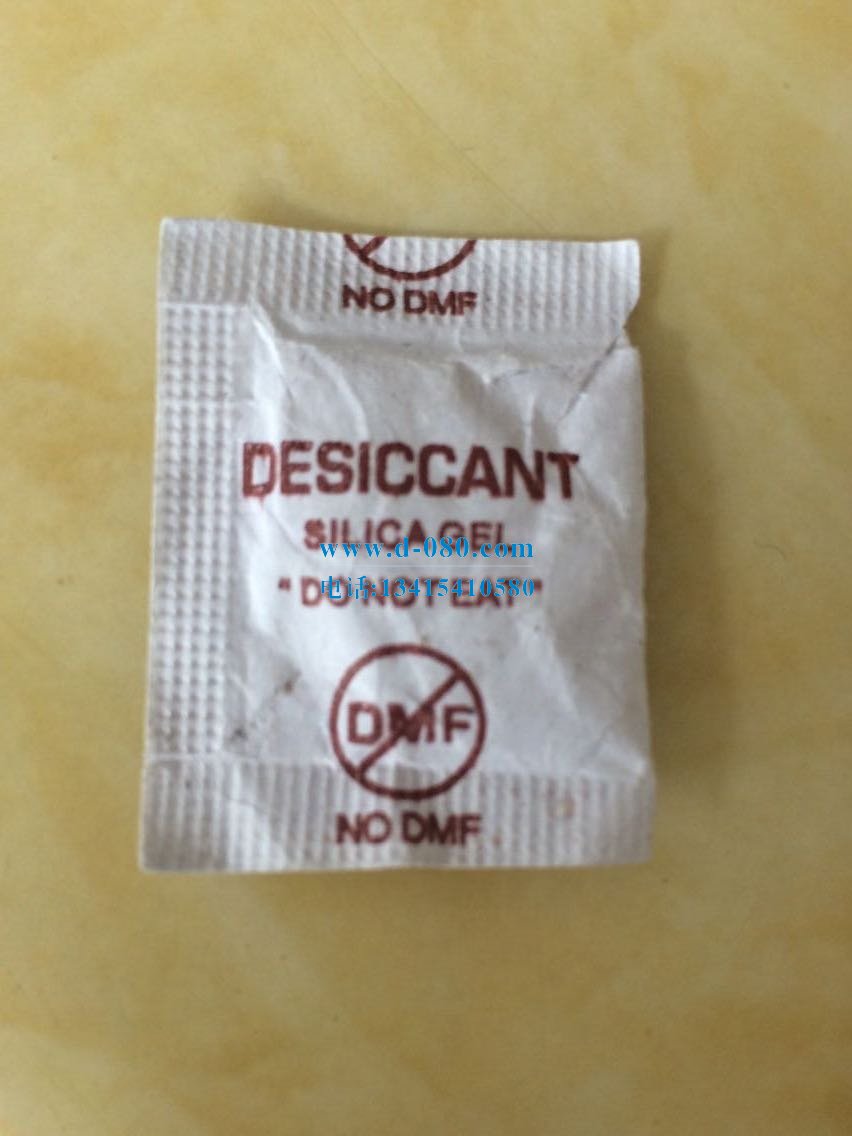 NO DMF
DESICCANT
SILICA GEL
www.d-080.com
电话:13415410580
" DO NOT EAT "
DMF
NO DMF